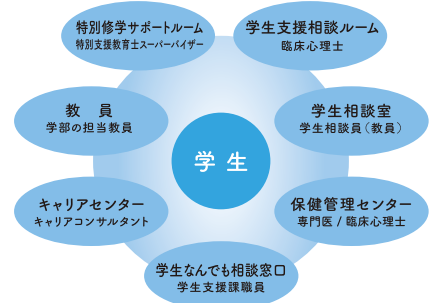 特別修学サポートルーム
特別支援教育士スーパーバイザー
学生支援相談ルーム
臨床心理士
教　員
学部の担当教員
学生相談室
学生相談員（教員）
学 生
キャリアセンター
キャリアコンサルタント
保健管理センター
専門医 / 臨床心理士
学生なんでも相談窓口
学生支援課職員